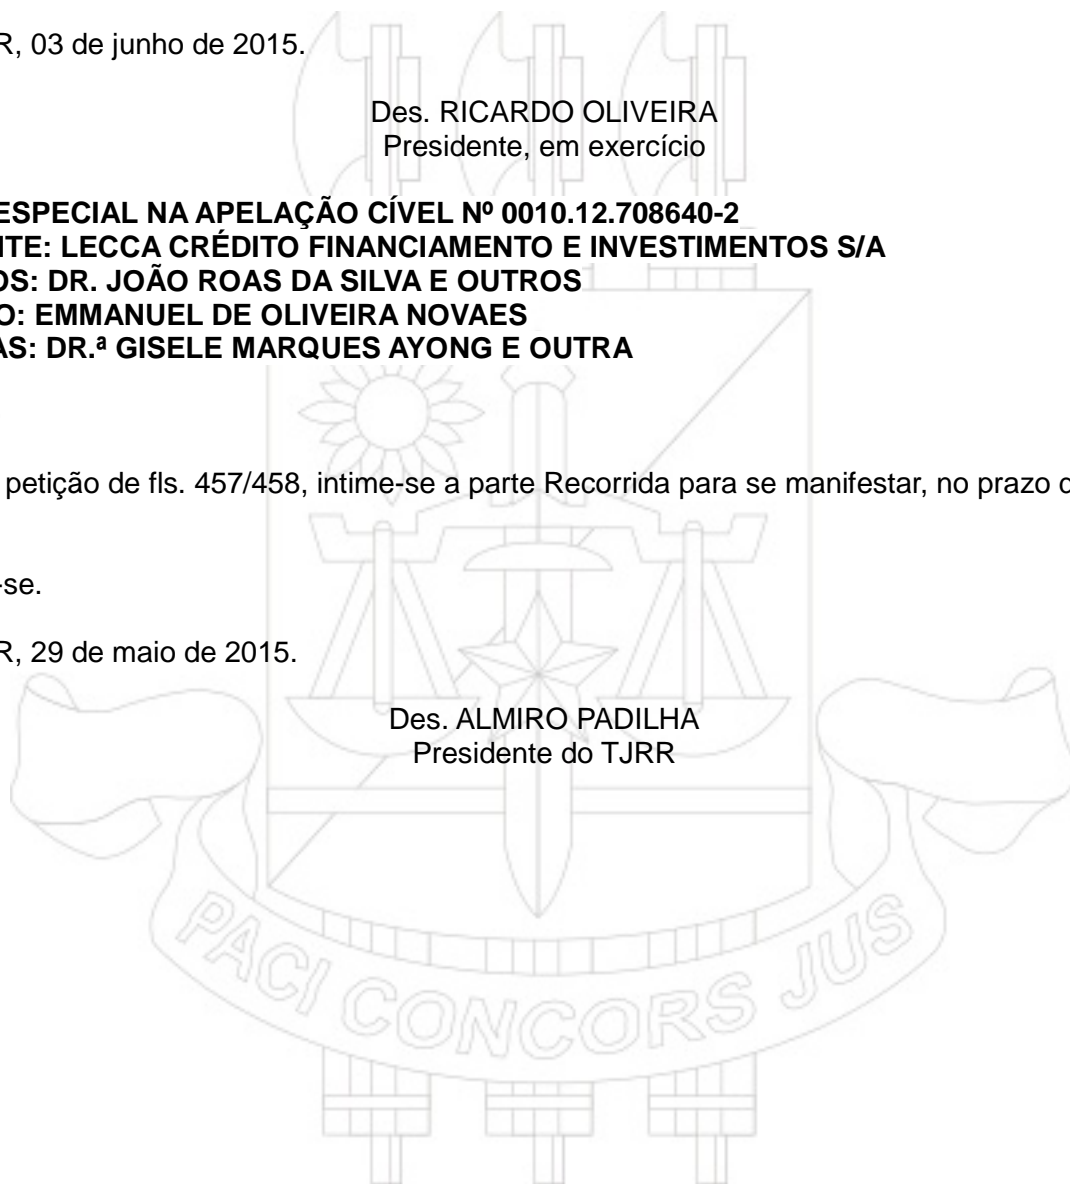 R, 03 de junho de 2015.
Des. RICARDO OLIVEIRA
Presidente, em exercício
ESPECIAL NA APELAÇÃO CÍVEL Nº 0010.12.708640-2
NTE: LECCA CRÉDITO FINANCIAMENTO E INVESTIMENTOS S/A
OS: DR. JOÃO ROAS DA SILVA E OUTROS
O: EMMANUEL DE OLIVEIRA NOVAES
AS: DR.ª GISELE MARQUES AYONG E OUTRA
petição de fls. 457/458, intime-se a parte Recorrida para se manifestar, no prazo d
-se.
R, 29 de maio de 2015.
Des. ALMIRO PADILHA
Presidente do TJRR
PACI CONCORS JUS